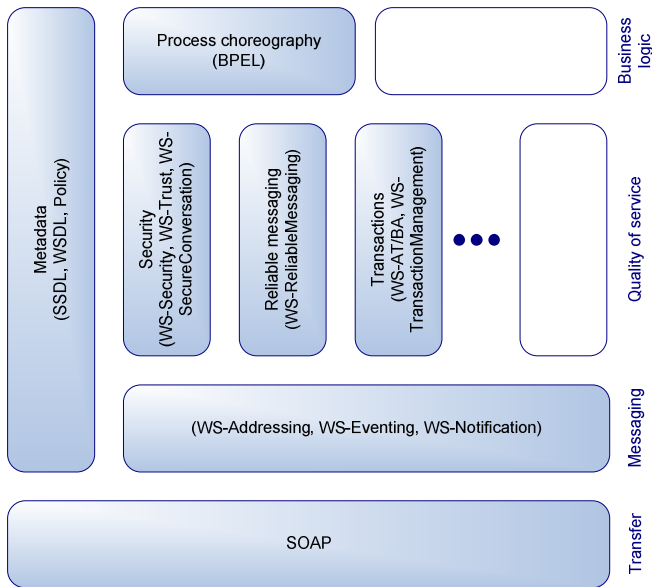 Process choreography
(BPEL)
Business
logic
Metadata
(SSDL, WSDL, Policy)
Security
(WS-Security, WS-Trust, WS-
SecureConversation)
Reliable messaging
(WS-ReliableMessaging)
Transactions
(WS-AT/BA, WS-
TransactionManagement)
Quality of service
(WS-Addressing, WS-Eventing, WS-Notification)
Messaging
SOAP
Transfer